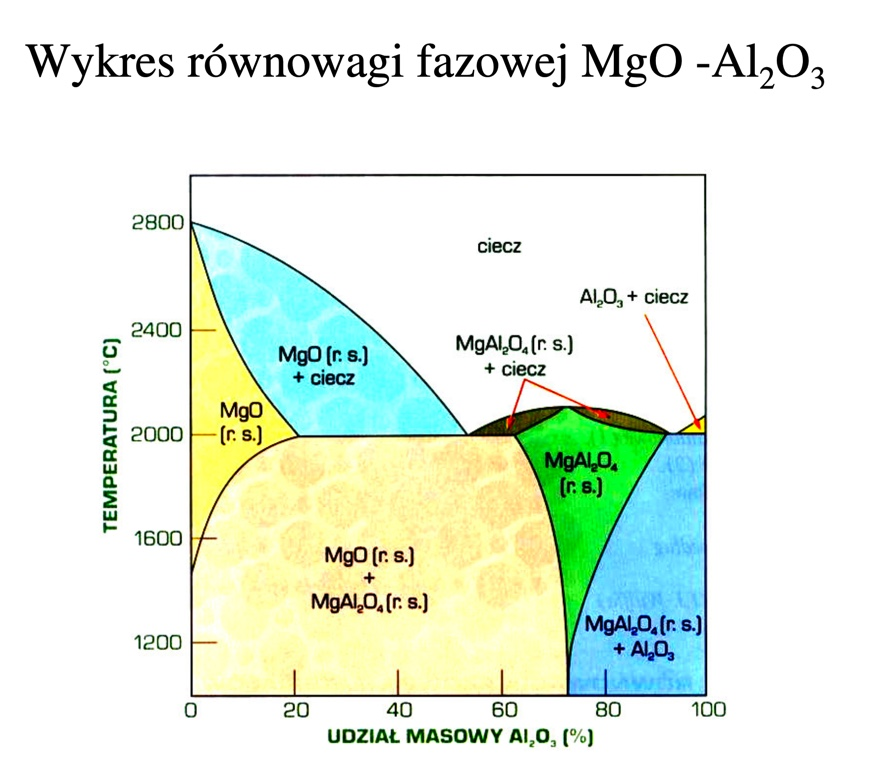 Wykres równowagi fazowej MgO -Al₂O₃
2800
2400
2000
1600
1200
TEMPERATURA (°C)
ciecz
Al₂O₃ + ciecz
MgAl₂O₄(r. s.)
+ ciecz
MgO (r. s.)
+ ciecz
MgO
(r. s.)
MgAl₂O₄
(r. s.)
MgO (r. s.)
+
MgAl₂O₄(r. s.)
MgAl₂O₄(r. s.)
+ Al₂O₃
0 20 40 60 80 100
UDZIAŁ MASOWY Al₂O₃ (%)